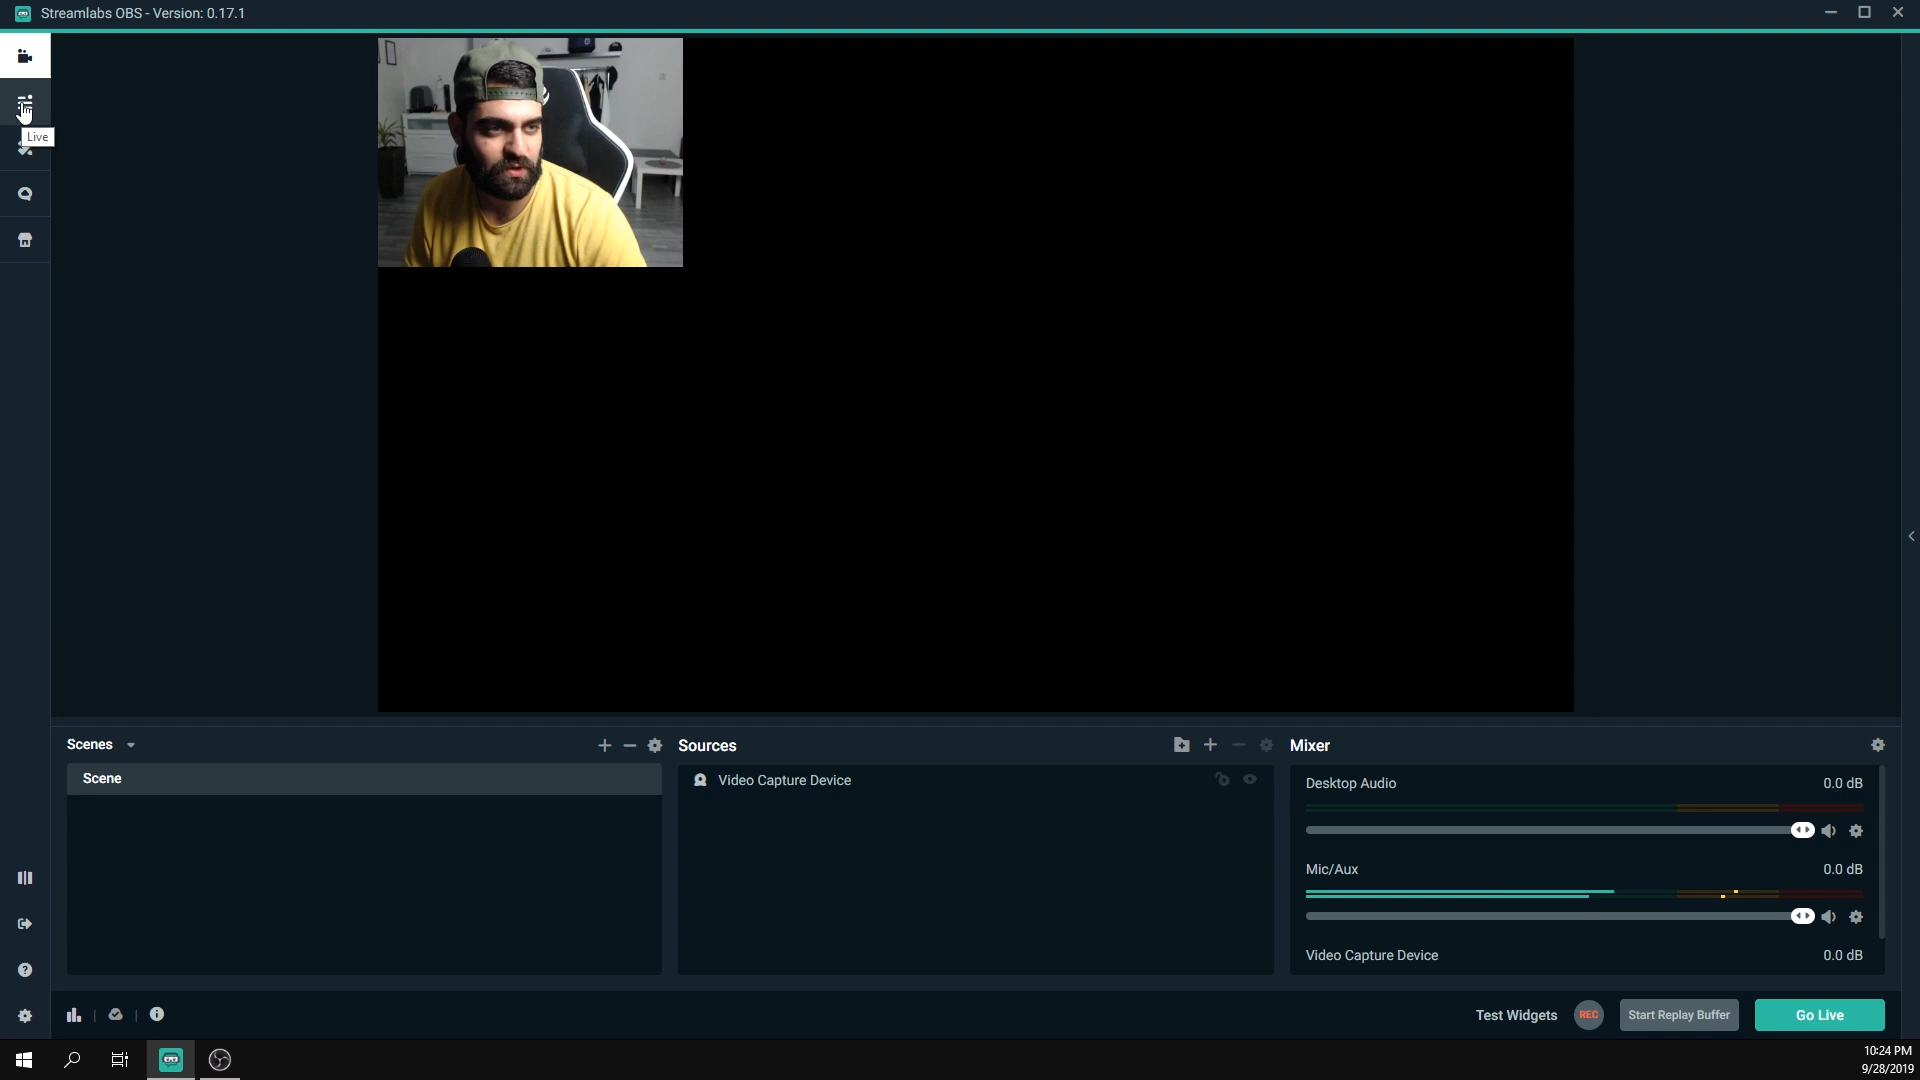 Streamlabs OBS - Version: 0.17.1
Live
Scenes
Scene
Sources
Video Capture Device
Mixer
Desktop Audio 0.0 dB
Mic/Aux 0.0 dB
Video Capture Device 0.0 dB
Test Widgets REC Start Replay Buffer Go Live
10:24 PM
9/28/2019